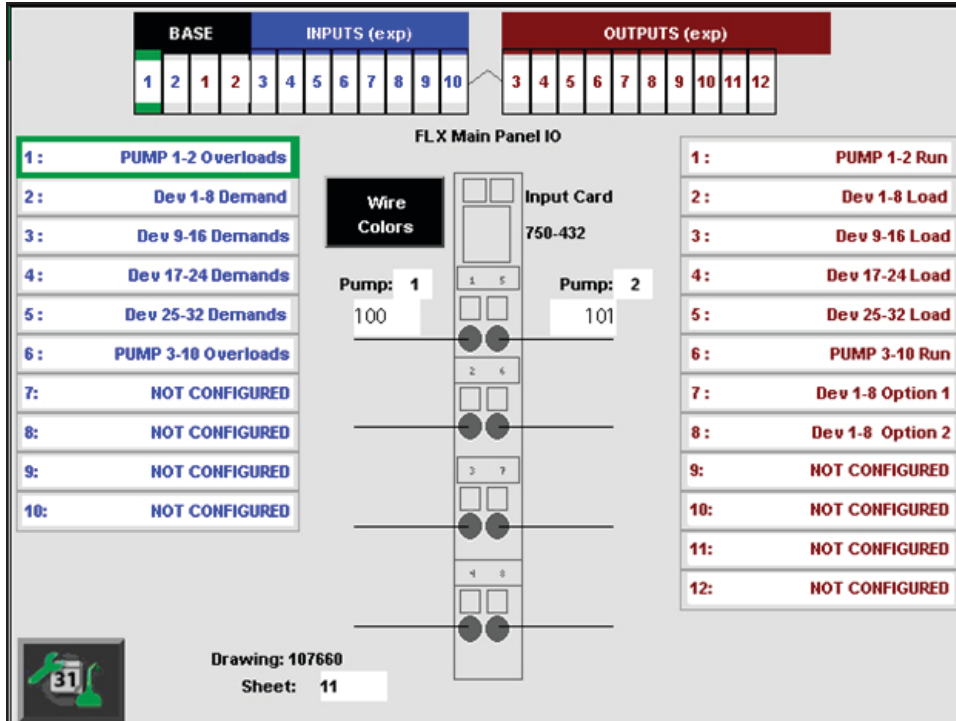 BASE INPUTS (exp) OUTPUTS (exp)
1 2 1 2 3 4 5 6 7 8 9 10 3 4 5 6 7 8 9 10 11 12
FLX Main Panel IO
1: PUMP 1-2 Overloads
2: Dev 1-8 Demand
3: Dev 9-16 Demands
4: Dev 17-24 Demands
5: Dev 25-32 Demands
6: PUMP 3-10 Overloads
7: NOT CONFIGURED
8: NOT CONFIGURED
9: NOT CONFIGURED
10: NOT CONFIGURED
Wire
Colors
Input Card
750-432
Pump: 1
100
Pump: 2
101
1 5
2 6
3 7
4 8
1: PUMP 1-2 Run
2: Dev 1-8 Load
3: Dev 9-16 Load
4: Dev 17-24 Load
5: Dev 25-32 Load
6: PUMP 3-10 Run
7: Dev 1-8 Option 1
8: Dev 1-8 Option 2
9: NOT CONFIGURED
10: NOT CONFIGURED
11: NOT CONFIGURED
12: NOT CONFIGURED
31
Drawing: 107660
Sheet: 11